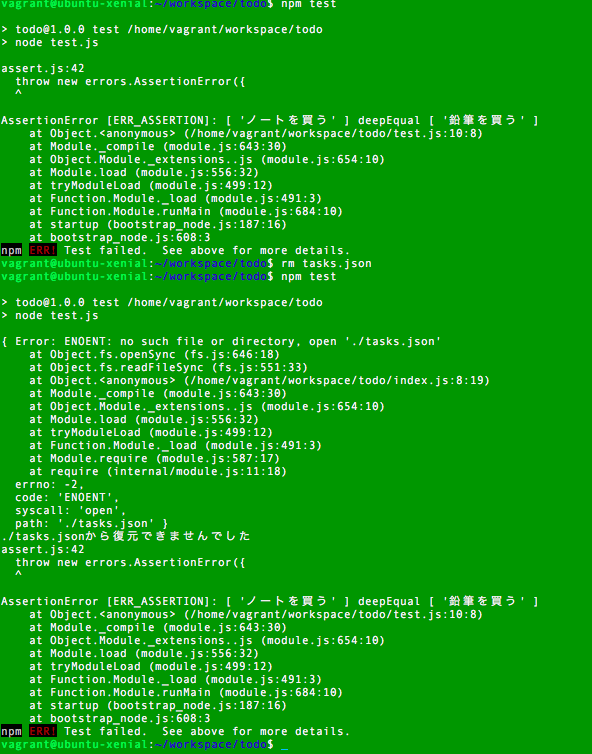 vagrant@ubuntu-xenial:~/workspace/todo$ npm test

> todo@1.0.0 test /home/vagrant/workspace/todo
> node test.js

assert.js:42
  throw new errors.AssertionError({
  ^

AssertionError [ERR_ASSERTION]: [ 'ノートを買う' ] deepEqual [ '鉛筆を買う' ]
    at Object.<anonymous> (/home/vagrant/workspace/todo/test.js:10:8)
    at Module._compile (module.js:643:30)
    at Object.Module._extensions..js (module.js:654:10)
    at Module.load (module.js:556:32)
    at tryModuleLoad (module.js:499:12)
    at Function.Module._load (module.js:491:3)
    at Function.Module.runMain (module.js:684:10)
    at startup (bootstrap_node.js:187:16)
    at bootstrap_node.js:608:3
npm ERR! Test failed.  See above for more details.
vagrant@ubuntu-xenial:~/workspace/todo$ rm tasks.json
vagrant@ubuntu-xenial:~/workspace/todo$ npm test

> todo@1.0.0 test /home/vagrant/workspace/todo
> node test.js

{ Error: ENOENT: no such file or directory, open './tasks.json'
    at Object.fs.openSync (fs.js:646:18)
    at Object.fs.readFileSync (fs.js:551:33)
    at Object.<anonymous> (/home/vagrant/workspace/todo/index.js:8:19)
    at Module._compile (module.js:643:30)
    at Object.Module._extensions..js (module.js:654:10)
    at Module.load (module.js:556:32)
    at tryModuleLoad (module.js:499:12)
    at Function.Module._load (module.js:491:3)
    at Module.require (module.js:587:17)
    at require (internal/module.js:11:18)
  errno: -2,
  code: 'ENOENT',
  syscall: 'open',
  path: './tasks.json' }
./tasks.jsonから復元できませんでした
assert.js:42
  throw new errors.AssertionError({
  ^

AssertionError [ERR_ASSERTION]: [ 'ノートを買う' ] deepEqual [ '鉛筆を買う' ]
    at Object.<anonymous> (/home/vagrant/workspace/todo/test.js:10:8)
    at Module._compile (module.js:643:30)
    at Object.Module._extensions..js (module.js:654:10)
    at Module.load (module.js:556:32)
    at tryModuleLoad (module.js:499:12)
    at Function.Module._load (module.js:491:3)
    at Function.Module.runMain (module.js:684:10)
    at startup (bootstrap_node.js:187:16)
    at bootstrap_node.js:608:3
npm ERR! Test failed.  See above for more details.
vagrant@ubuntu-xenial:~/workspace/todo$ _